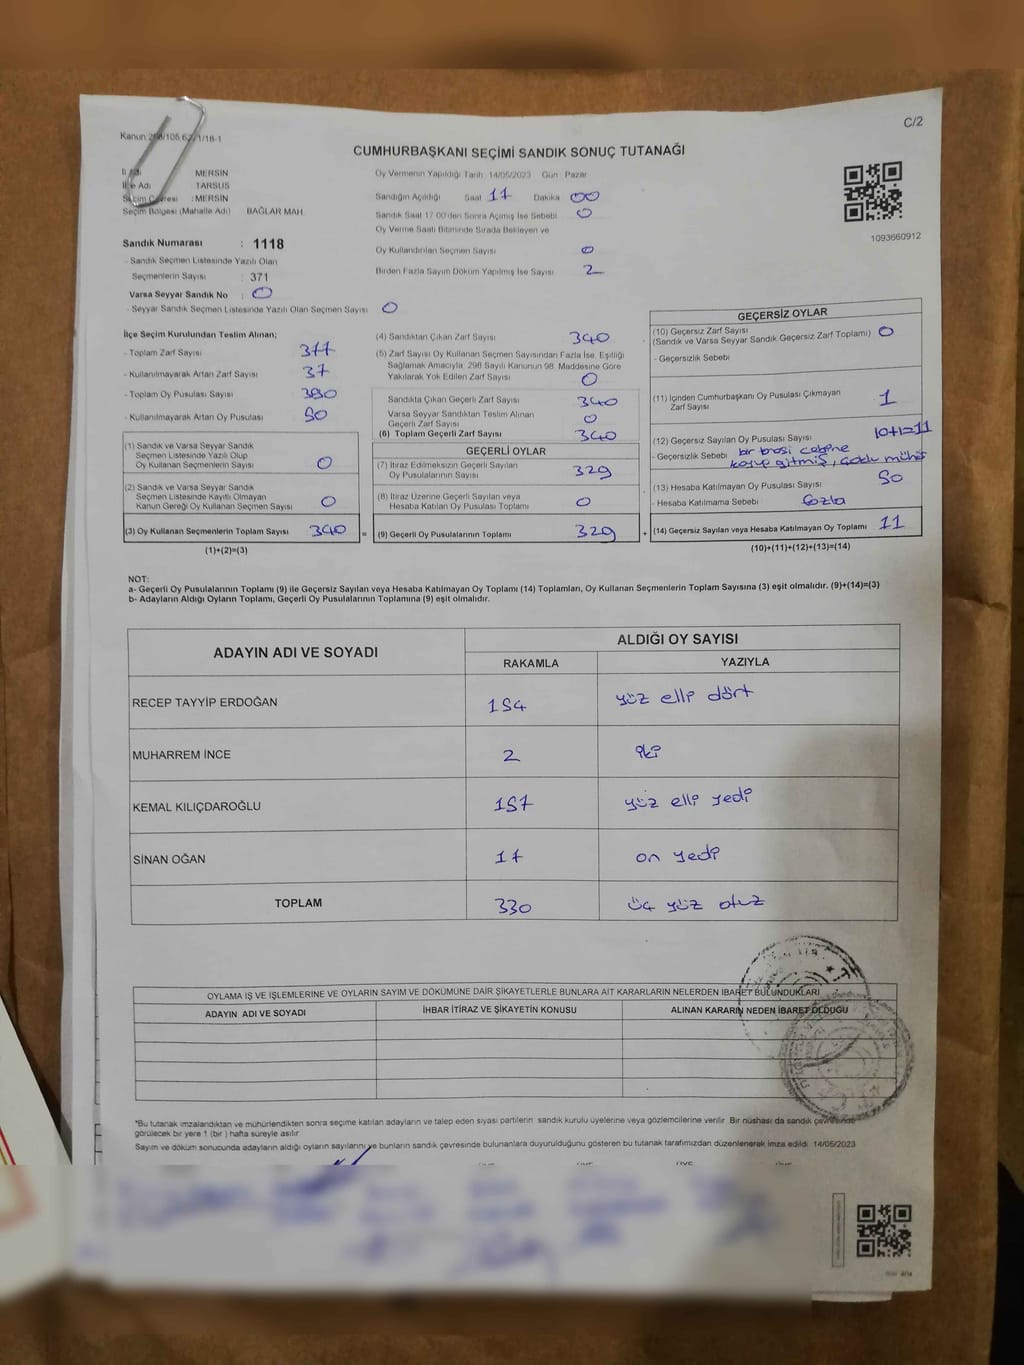 C/2
Kanun:298/105,62, 1/18-1
CUMHURBAŞKANI SEÇİMİ SANDIK SONUÇ TUTANAĞI
İli Adı MERSİN
İlçe Adı TARSUS
Seçim Çevresi : MERSİN
Seçim Bölgesi (Mahalle Adı) BAĞLAR MAH.
Oy Vermenin Yapıldığı Tarih 14/05/2023 Gün Pazar
Sandığın Açıldığı Saat 17 Dakika 00
Sandık Saat 17.00'den Sonra Açılmış İse Sebebi 0
Oy Verme Saati Bitiminde Sırada Bekleyen ve
Oy Kullandırılan Seçmen Sayısı 0
Birden Fazla Sayım Döküm Yapılmış İse Sayısı 2
1093660912
Sandık Numarası : 1118
- Sandık Seçmen Listesinde Yazılı Olan
Seçmenlerin Sayısı : 371
Varsa Seyyar Sandık No : 0
- Seyyar Sandık Seçmen Listesinde Yazılı Olan Seçmen Sayısı 0
İlçe Seçim Kurulundan Teslim Alınan;
- Toplam Zarf Sayısı 377
- Kullanılmayarak Artan Zarf Sayısı 37
- Toplam Oy Pusulası Sayısı 390
- Kullanılmayarak Artan Oy Pusulası 50
(1) Sandık ve Varsa Seyyar Sandık
Seçmen Listesinde Yazılı Olup
Oy Kullanan Seçmenlerin Sayısı 0
(2) Sandık ve Varsa Seyyar Sandık
Seçmen Listesinde Kayıtlı Olmayan
Kanun Gereği Oy Kullanan Seçmen Sayısı 0
(3) Oy Kullanan Seçmenlerin Toplam Sayısı 340 =
(1)+(2)=(3)
(4) Sandıktan Çıkan Zarf Sayısı 340
(5) Zarf Sayısı Oy Kullanan Seçmen Sayısından Fazla İse, Eşitliği
Sağlamak Amacıyla, 298 Sayılı Kanunun 98. Maddesine Göre
Yakılarak Yok Edilen Zarf Sayısı 0
Sandıkta Çıkan Geçerli Zarf Sayısı 340
Varsa Seyyar Sandıktan Teslim Alınan
Geçerli Zarf Sayısı 0
(6) Toplam Geçerli Zarf Sayısı 340
GEÇERLİ OYLAR
(7) İtiraz Edilmeksizin Geçerli Sayılan
Oy Pusulalarının Sayısı 329
(8) İtiraz Üzerine Geçerli Sayılan veya
Hesaba Katılan Oy Pusulası Toplamı 0
(9) Geçerli Oy Pusulalarının Toplamı 329 +
GEÇERSİZ OYLAR
(10) Geçersiz Zarf Sayısı
(Sandık ve Varsa Seyyar Sandık Geçersiz Zarf Toplamı) 0
- Geçersizlik Sebebi
(11) İçinden Cumhurbaşkanı Oy Pusulası Çıkmayan
Zarf Sayısı 1
(12) Geçersiz Sayılan Oy Pusulası Sayısı 10+1=11
- Geçersizlik Sebebi bir tanesi cebine
koyup gitmiş, çoklu mühür
(13) Hesaba Katılmayan Oy Pusulası Sayısı 50
- Hesaba Katılmama Sebebi fazla
(14) Geçersiz Sayılan veya Hesaba Katılmayan Oy Toplamı 11
(10)+(11)+(12)+(13)=(14)
NOT:
a- Geçerli Oy Pusulalarının Toplamı (9) ile Geçersiz Sayılan veya Hesaba Katılmayan Oy Toplamı (14) Toplamları, Oy Kullanan Seçmenlerin Toplam Sayısına (3) eşit olmalıdır. (9)+(14)=(3)
b- Adayların Aldığı Oyların Toplamı, Geçerli Oy Pusulalarının Toplamına (9) eşit olmalıdır.
ADAYIN ADI VE SOYADI ALDIĞI OY SAYISI
RAKAMLA YAZIYLA
RECEP TAYYİP ERDOĞAN 154 yüz elli dört
MUHARREM İNCE 2 iki
KEMAL KILIÇDAROĞLU 157 yüz elli yedi
SİNAN OĞAN 17 on yedi
TOPLAM 330 üç yüz otuz
OYLAMA İŞ VE İŞLEMLERİNE VE OYLARIN SAYIM VE DÖKÜMÜNE DAİR ŞİKAYETLERLE BUNLARA AİT KARARLARIN NELERDEN İBARET BULUNDUKLARI
ADAYIN ADI VE SOYADI İHBAR İTİRAZ VE ŞİKAYETİN KONUSU ALINAN KARARIN NEDEN İBARET OLDUĞU
*Bu tutanak imzalandıktan ve mühürlendikten sonra seçime katılan adayların ve talep eden siyasi partilerin sandık kurulu üyelerine veya gözlemcilerine verilir. Bir nüshası da sandık çevresinde
görülecek bir yere 1 (bir ) hafta süreyle asılır
Sayım ve döküm sonucunda adayların aldığı oyların sayılarını ve bunların sandık çevresinde bulunanlara duyurulduğunu gösteren bu tutanak tarafımızdan düzenlenerek imza edildi. 14/05/2023